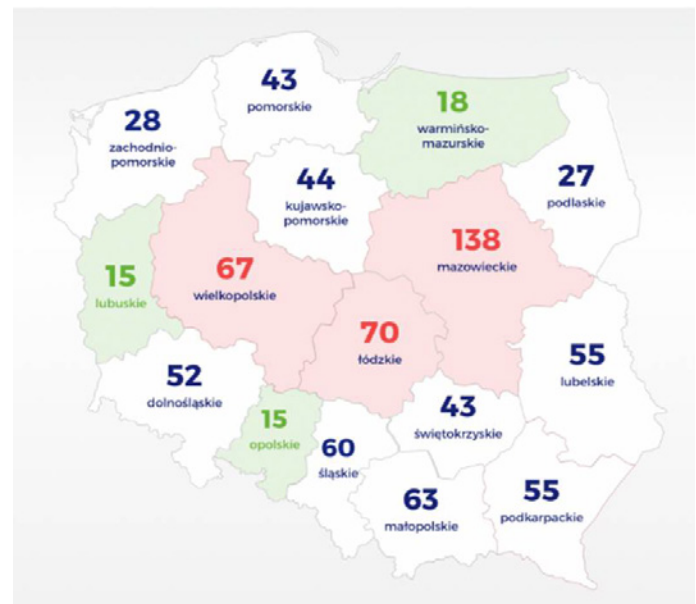 43
pomorskie
18
warmińsko-
mazurskie
28
zachodnio-
pomorskie
27
podlaskie
44
kujawsko-
pomorskie
138
mazowieckie
67
wielkopolskie
15
lubuskie
70
łódzkie
55
lubelskie
52
dolnośląskie
43
świętokrzyskie
15
opolskie
60
śląskie
63
małopolskie
55
podkarpackie